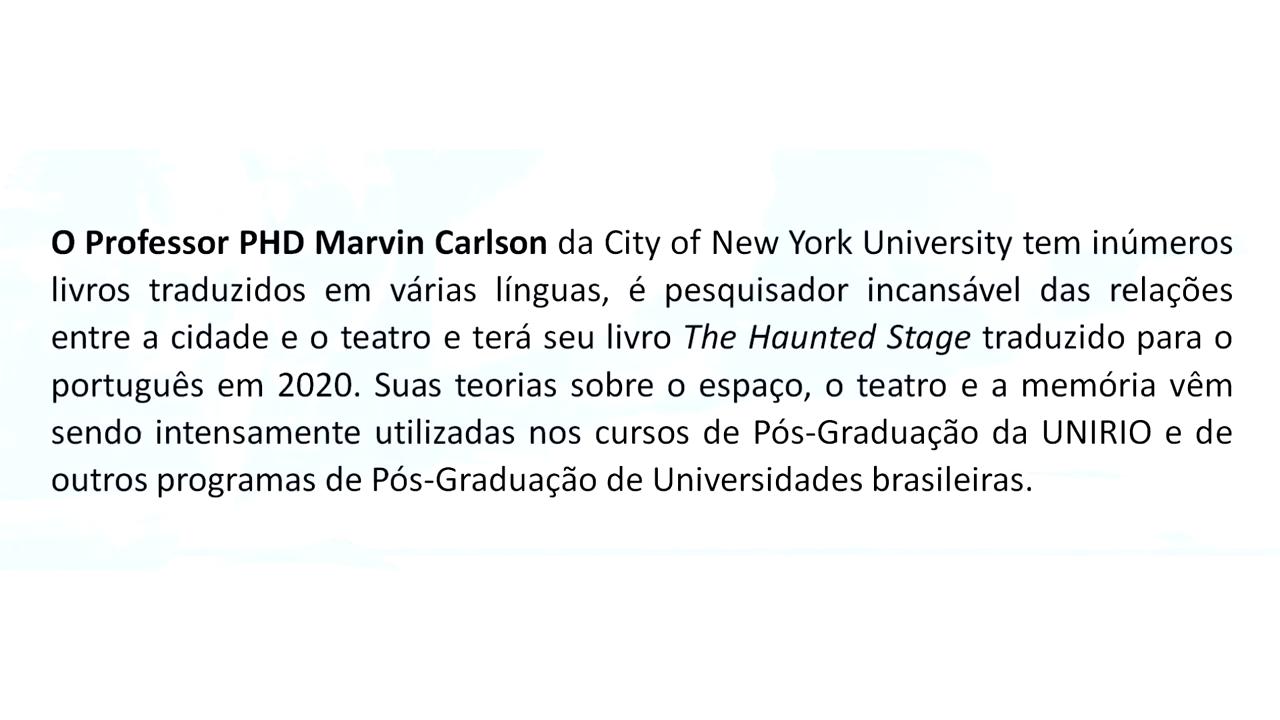 O Professor PHD Marvin Carlson da City of New York University tem inúmeros
livros traduzidos em várias línguas, é pesquisador incansável das relações
entre a cidade e o teatro e terá seu livro The Haunted Stage traduzido para o
português em 2020. Suas teorias sobre o espaço, o teatro e a memória vêm
sendo intensamente utilizadas nos cursos de Pós-Graduação da UNIRIO e de
outros programas de Pós-Graduação de Universidades brasileiras.